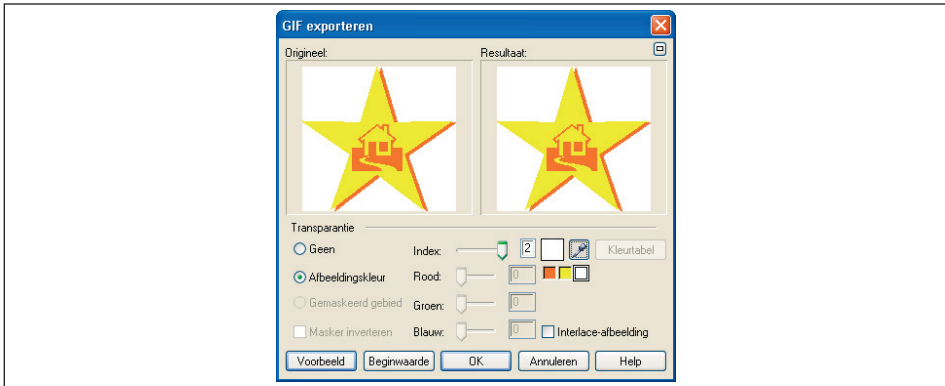 GIF exporteren
Origineel: Resultaat:
Transparantie
Geen Index: 2 Kleurtabel
Afbeeldingskleur Rood: 0
Gemaskeerd gebied Groen: 0
Masker inverteren Blauw: 0 Interlace-afbeelding
Voorbeeld Beginwaarde OK Annuleren Help